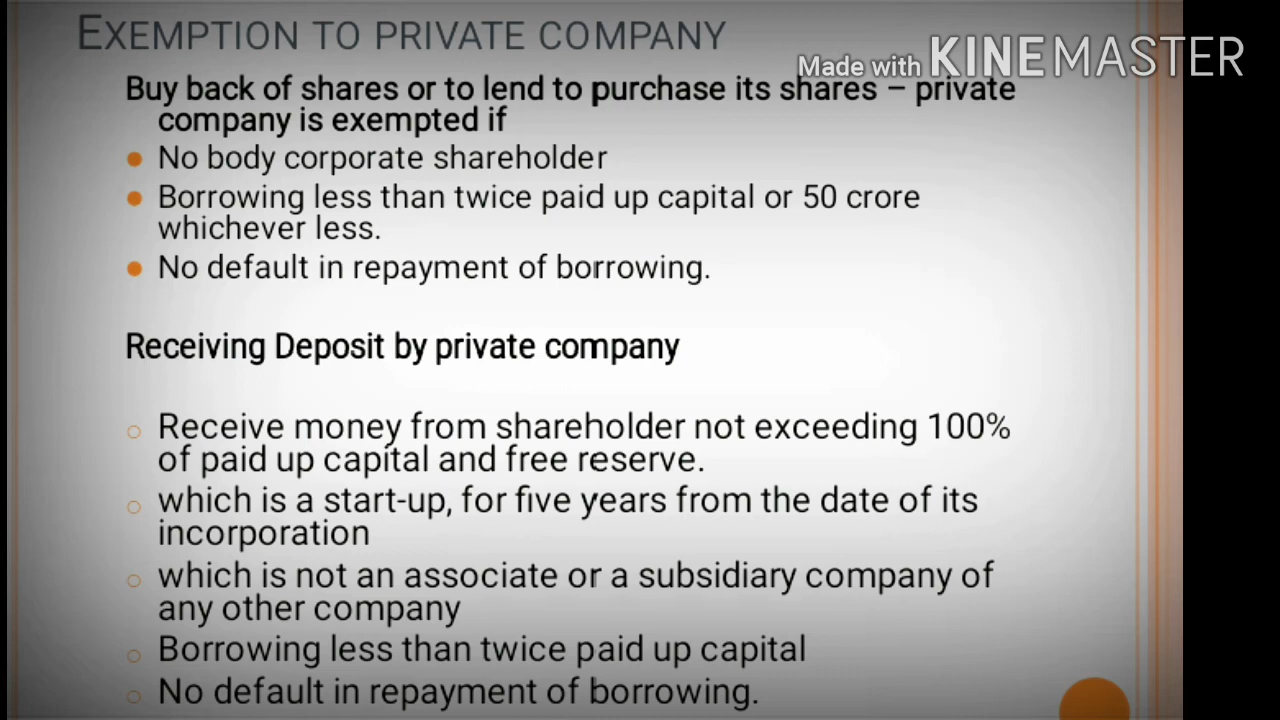 EXEMPTION TO PRIVATE COMPANY
Made with KINEMASTER
Buy back of shares or to lend to purchase its shares – private
company is exempted if
No body corporate shareholder
Borrowing less than twice paid up capital or 50 crore
whichever less.
No default in repayment of borrowing.
Receiving Deposit by private company
Receive money from shareholder not exceeding 100%
of paid up capital and free reserve.
which is a start-up, for five years from the date of its
incorporation
which is not an associate or a subsidiary company of
any other company
Borrowing less than twice paid up capital
No default in repayment of borrowing.